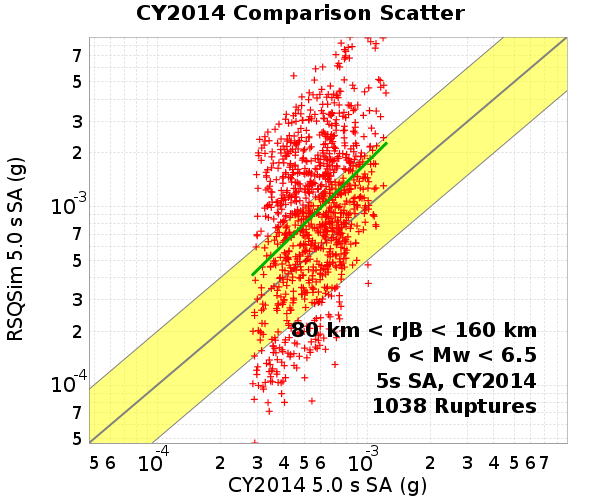 CY2014 Comparison Scatter
RSQSim 5.0 s SA (g)
7
5
3
2
10-3
7
5
3
2
10-4
7
5
80 km < rJB < 160 km
6 < Mw < 6.5
5s SA, CY2014
1038 Ruptures
5 6 10-4 2 3 4 5 6 10-3 2 3 4 5 6 7
CY2014 5.0 s SA (g)